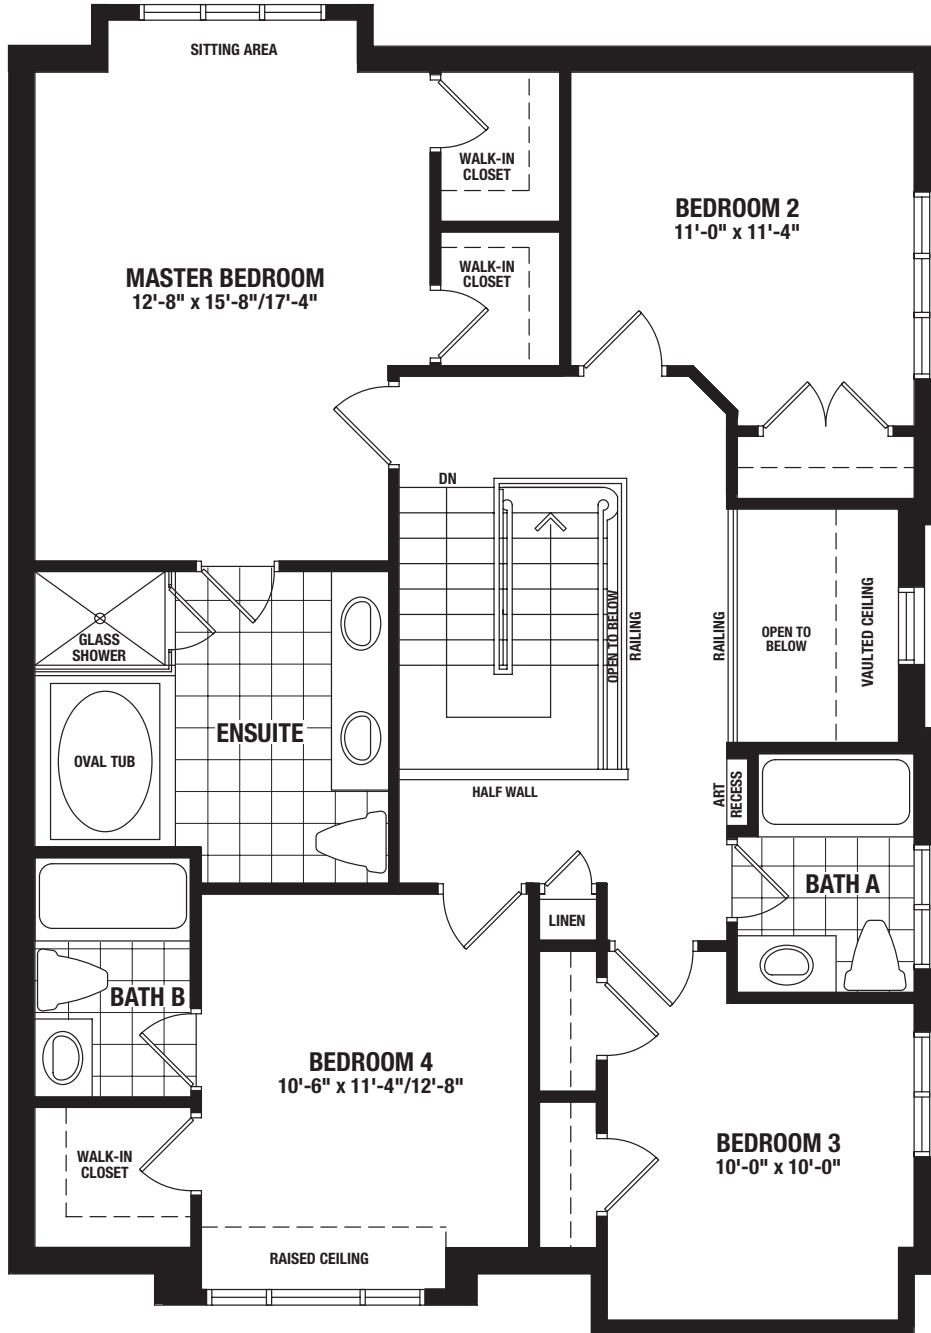 SITTING AREA
WALK-IN
CLOSET
BEDROOM 2
11'-0" x 11'-4"
MASTER BEDROOM
12'-8" x 15'-8"/17'-4"
WALK-IN
CLOSET
DN
OPEN TO BELOW
RAILING
RAILING
OPEN TO
BELOW
VAULTED CEILING
GLASS
SHOWER
ENSUITE
OVAL TUB
HALF WALL
ART
RECESS
BATH A
LINEN
BATH B
BEDROOM 4
10'-6" x 11'-4"/12'-8"
WALK-IN
CLOSET
BEDROOM 3
10'-0" x 10'-0"
RAISED CEILING